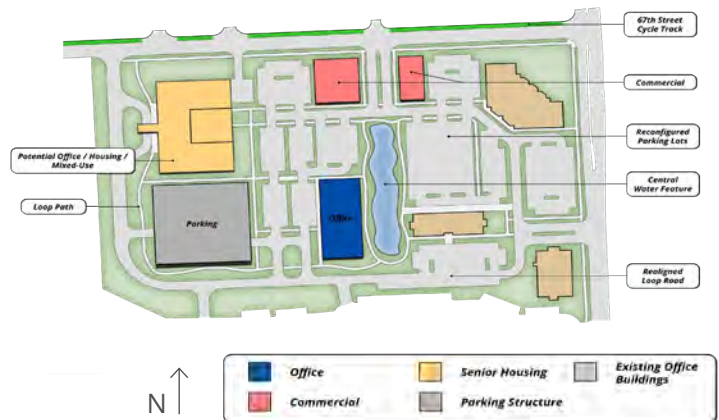 67th Street
Cycle Track
Commercial
Potential Office / Housing /
Mixed-Use
Reconfigured
Parking Lots
Loop Path
Central
Water Feature
Parking
Office
Realigned
Loop Road
N
Office
Senior Housing
Existing Office
Buildings
Commercial
Parking Structure